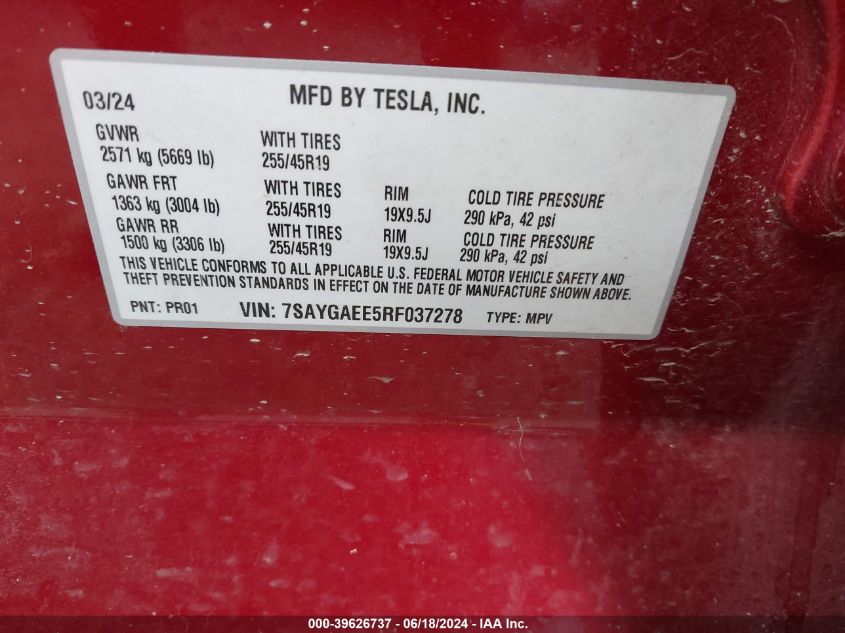 03/24 MFD BY TESLA, INC.
GVWR
2571 kg (5669 lb) WITH TIRES 255/45R19
GAWR FRT
1363 kg (3004 lb) WITH TIRES 255/45R19 RIM 19X9.5J COLD TIRE PRESSURE 290 kPa, 42 psi
GAWR RR
1500 kg (3306 lb) WITH TIRES 255/45R19 RIM 19X9.5J COLD TIRE PRESSURE 290 kPa, 42 psi
THIS VEHICLE CONFORMS TO ALL APPLICABLE U.S. FEDERAL MOTOR VEHICLE SAFETY AND
THEFT PREVENTION STANDARDS IN EFFECT ON THE DATE OF MANUFACTURE SHOWN ABOVE.
PNT: PR01 VIN: 7SAYGAEE5RF037278 TYPE: MPV
000-39626737 - 06/18/2024 - IAA Inc.